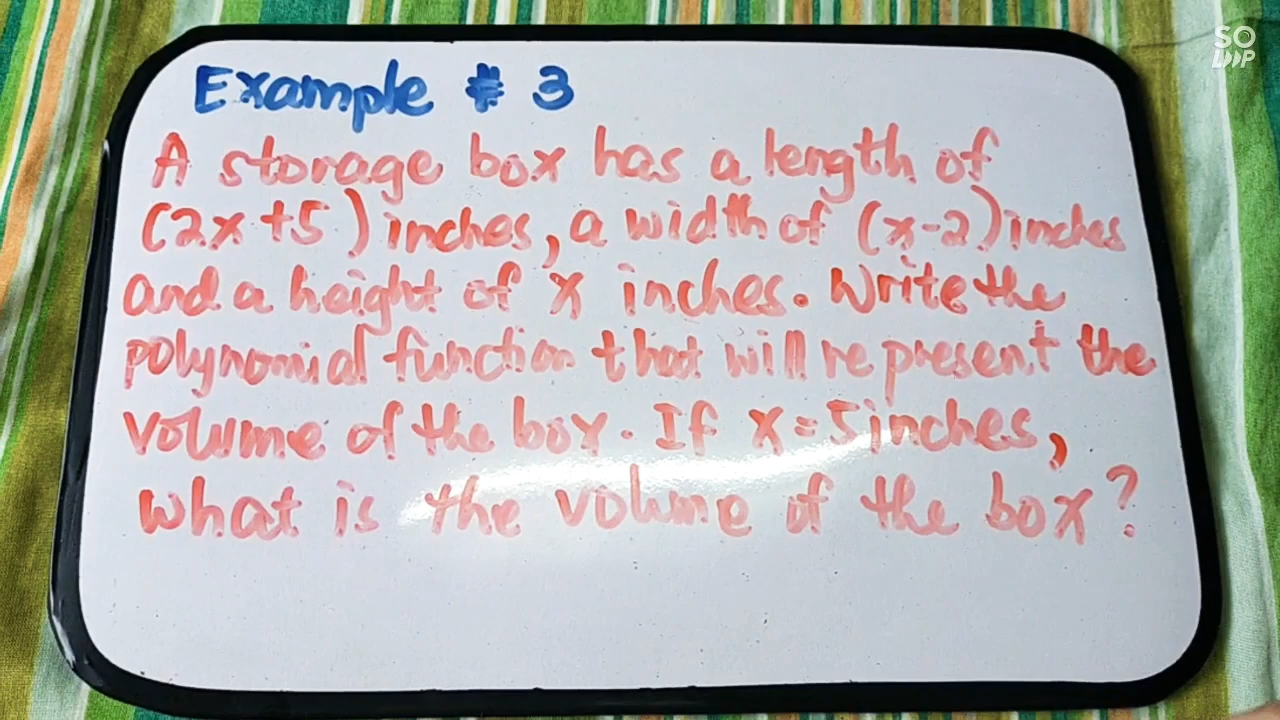 Example # 3
A storage box has a length of
(2x+5) inches, a width of (x-2) inches
and a height of x inches. Write the
polynomial function that will represent the
volume of the box. If x = 5 inches,
what is the volume of the box?
SO